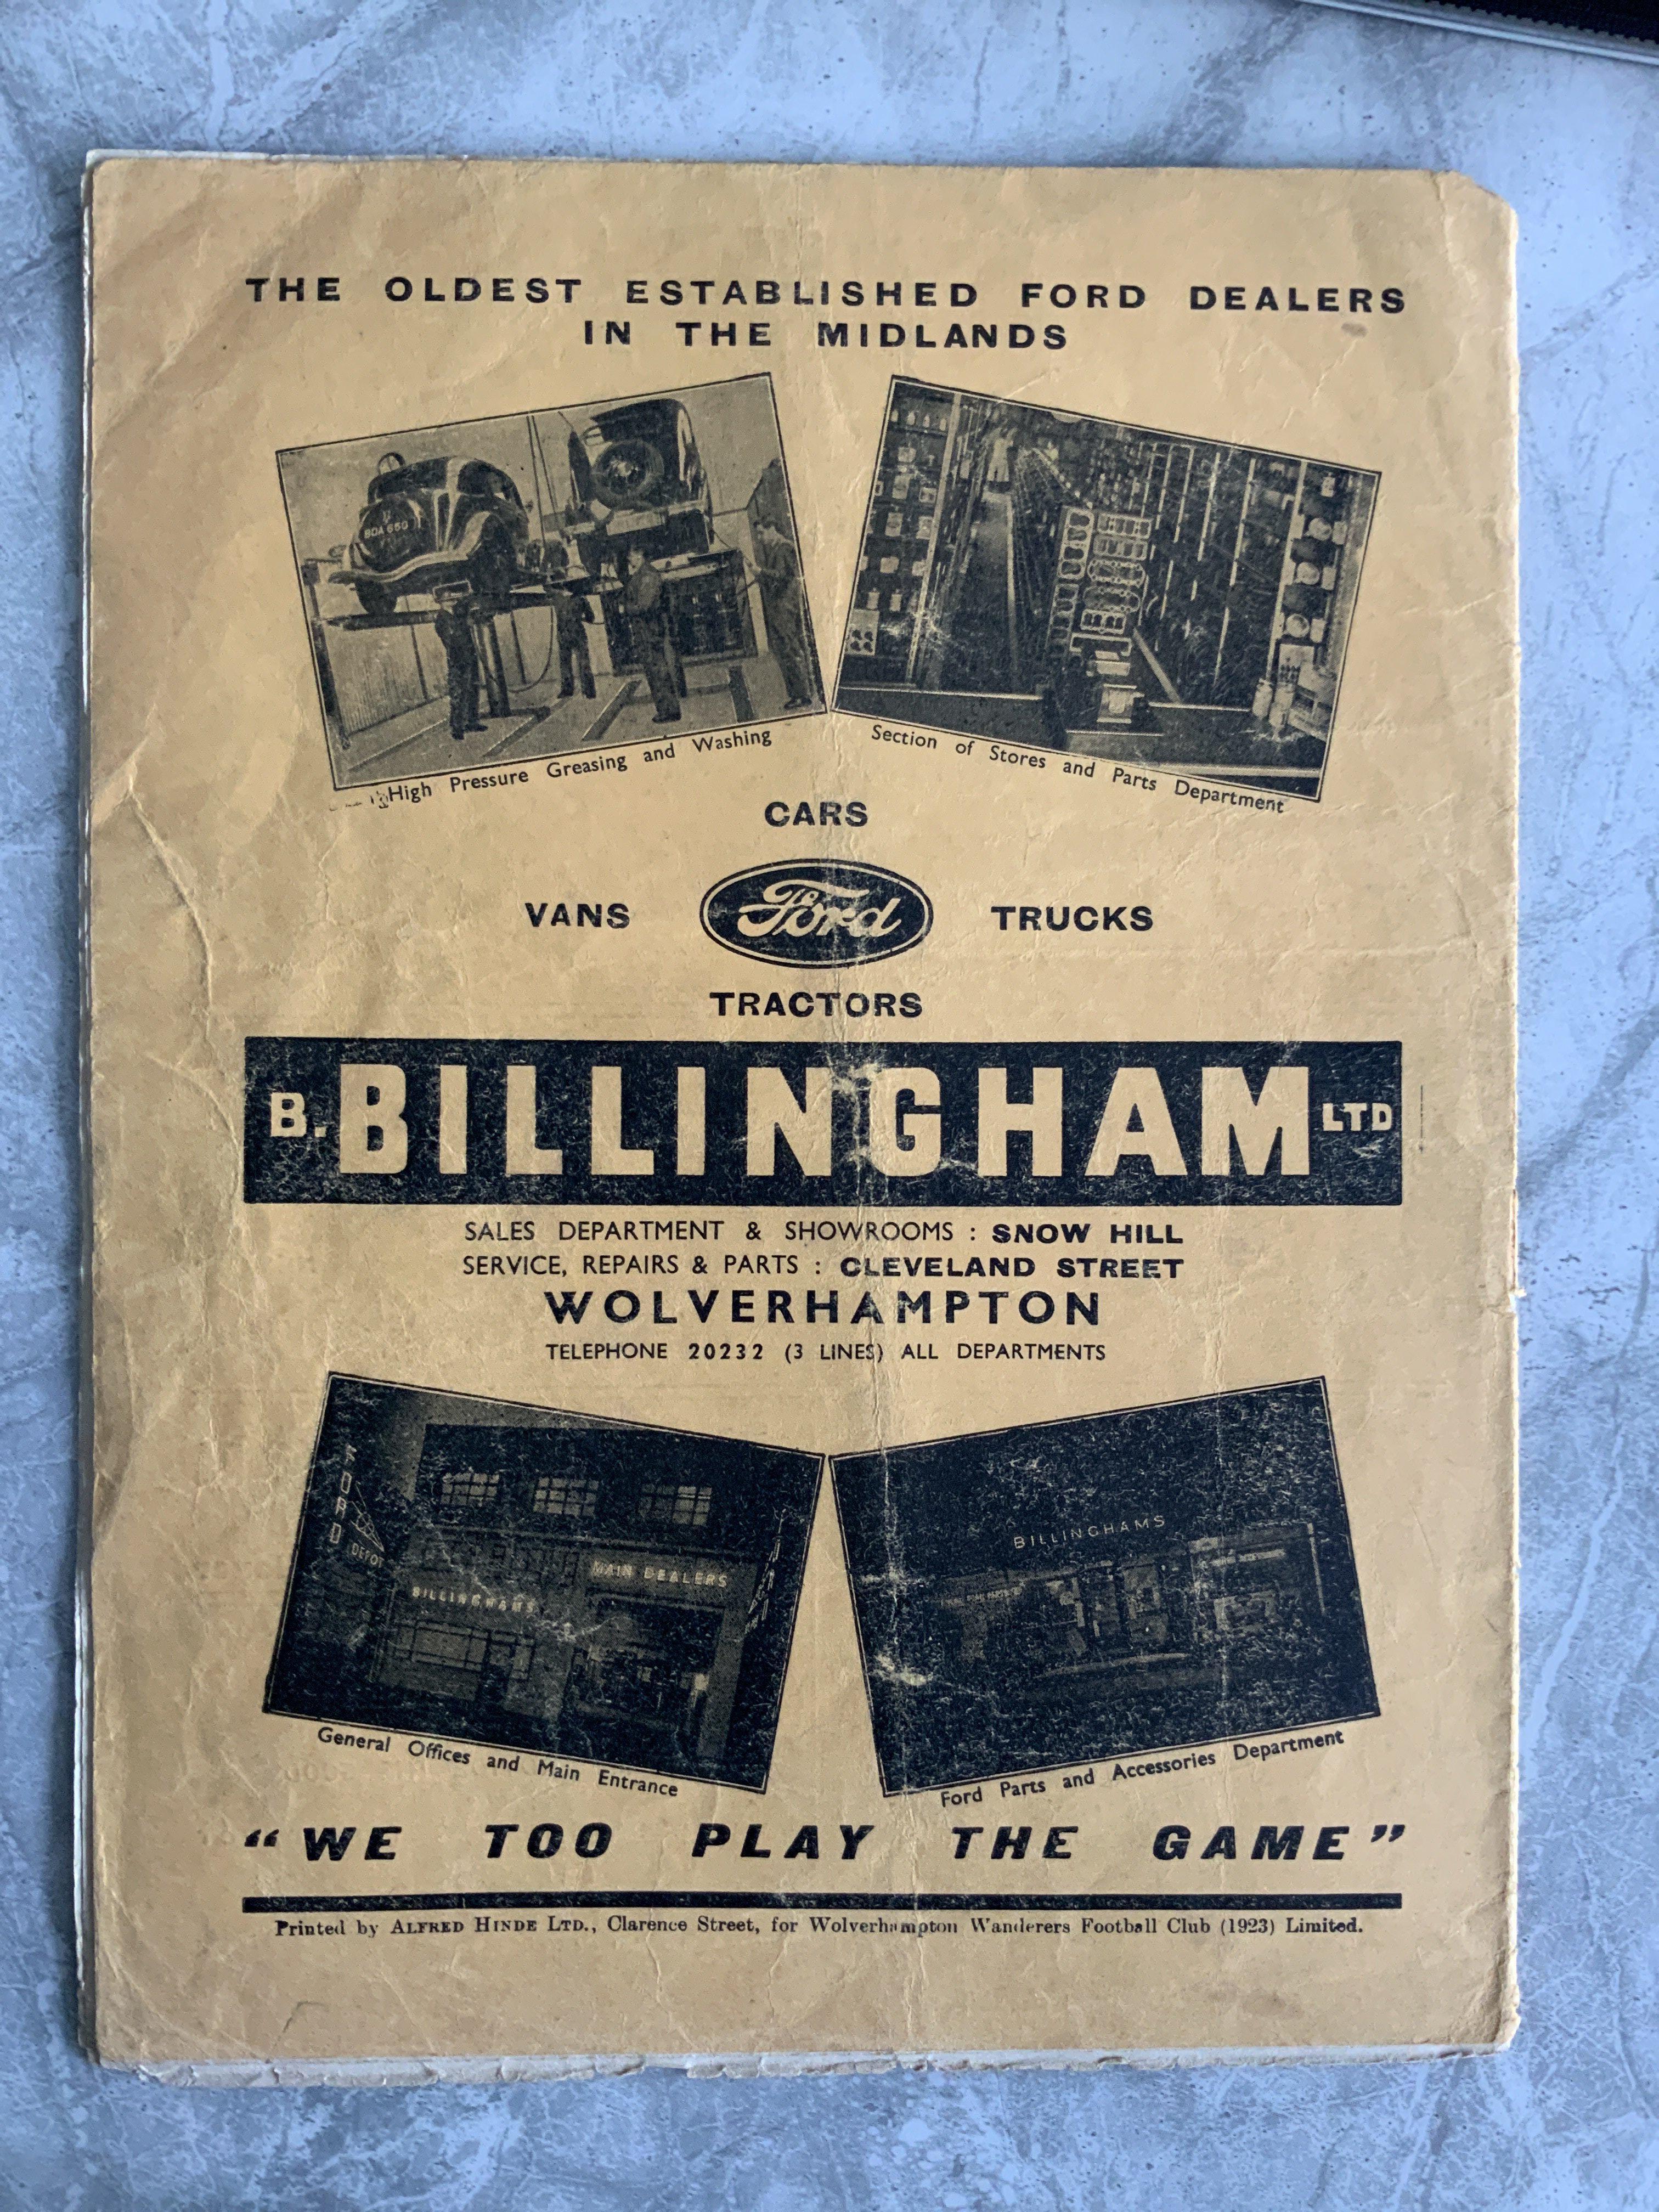 THE OLDEST ESTABLISHED FORD DEALERS
IN THE MIDLANDS
BOA 650
High Pressure Greasing and Washing
Section of Stores and Parts Department
CARS
VANS
Ford
TRUCKS
TRACTORS
B. BILLINGHAM LTD
SALES DEPARTMENT & SHOWROOMS : SNOW HILL
SERVICE, REPAIRS & PARTS : CLEVELAND STREET
WOLVERHAMPTON
TELEPHONE 20232 (3 LINES) ALL DEPARTMENTS
FORD
DEPOT
BILLINGHAMS
MAIN DEALERS
BILLINGHAMS
General Offices and Main Entrance
Ford Parts and Accessories Department
“WE TOO PLAY THE GAME”
Printed by ALFRED HINDE LTD., Clarence Street, for Wolverhampton Wanderers Football Club (1923) Limited.